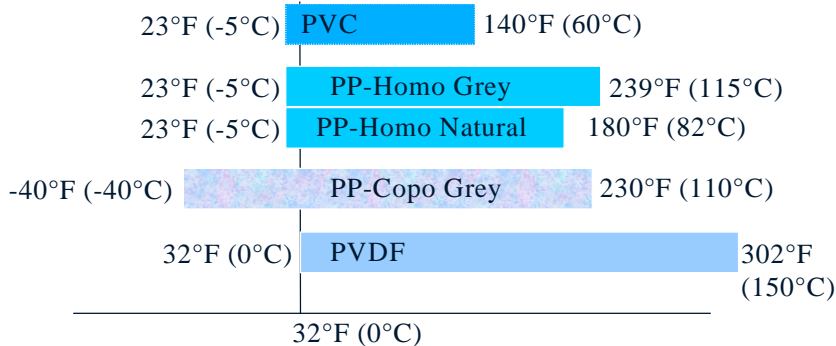 23°F (-5°C) PVC 140°F (60°C)
23°F (-5°C) PP-Homo Grey 239°F (115°C)
23°F (-5°C) PP-Homo Natural 180°F (82°C)
-40°F (-40°C) PP-Copo Grey 230°F (110°C)
32°F (0°C) PVDF 302°F
(150°C)
32°F (0°C)